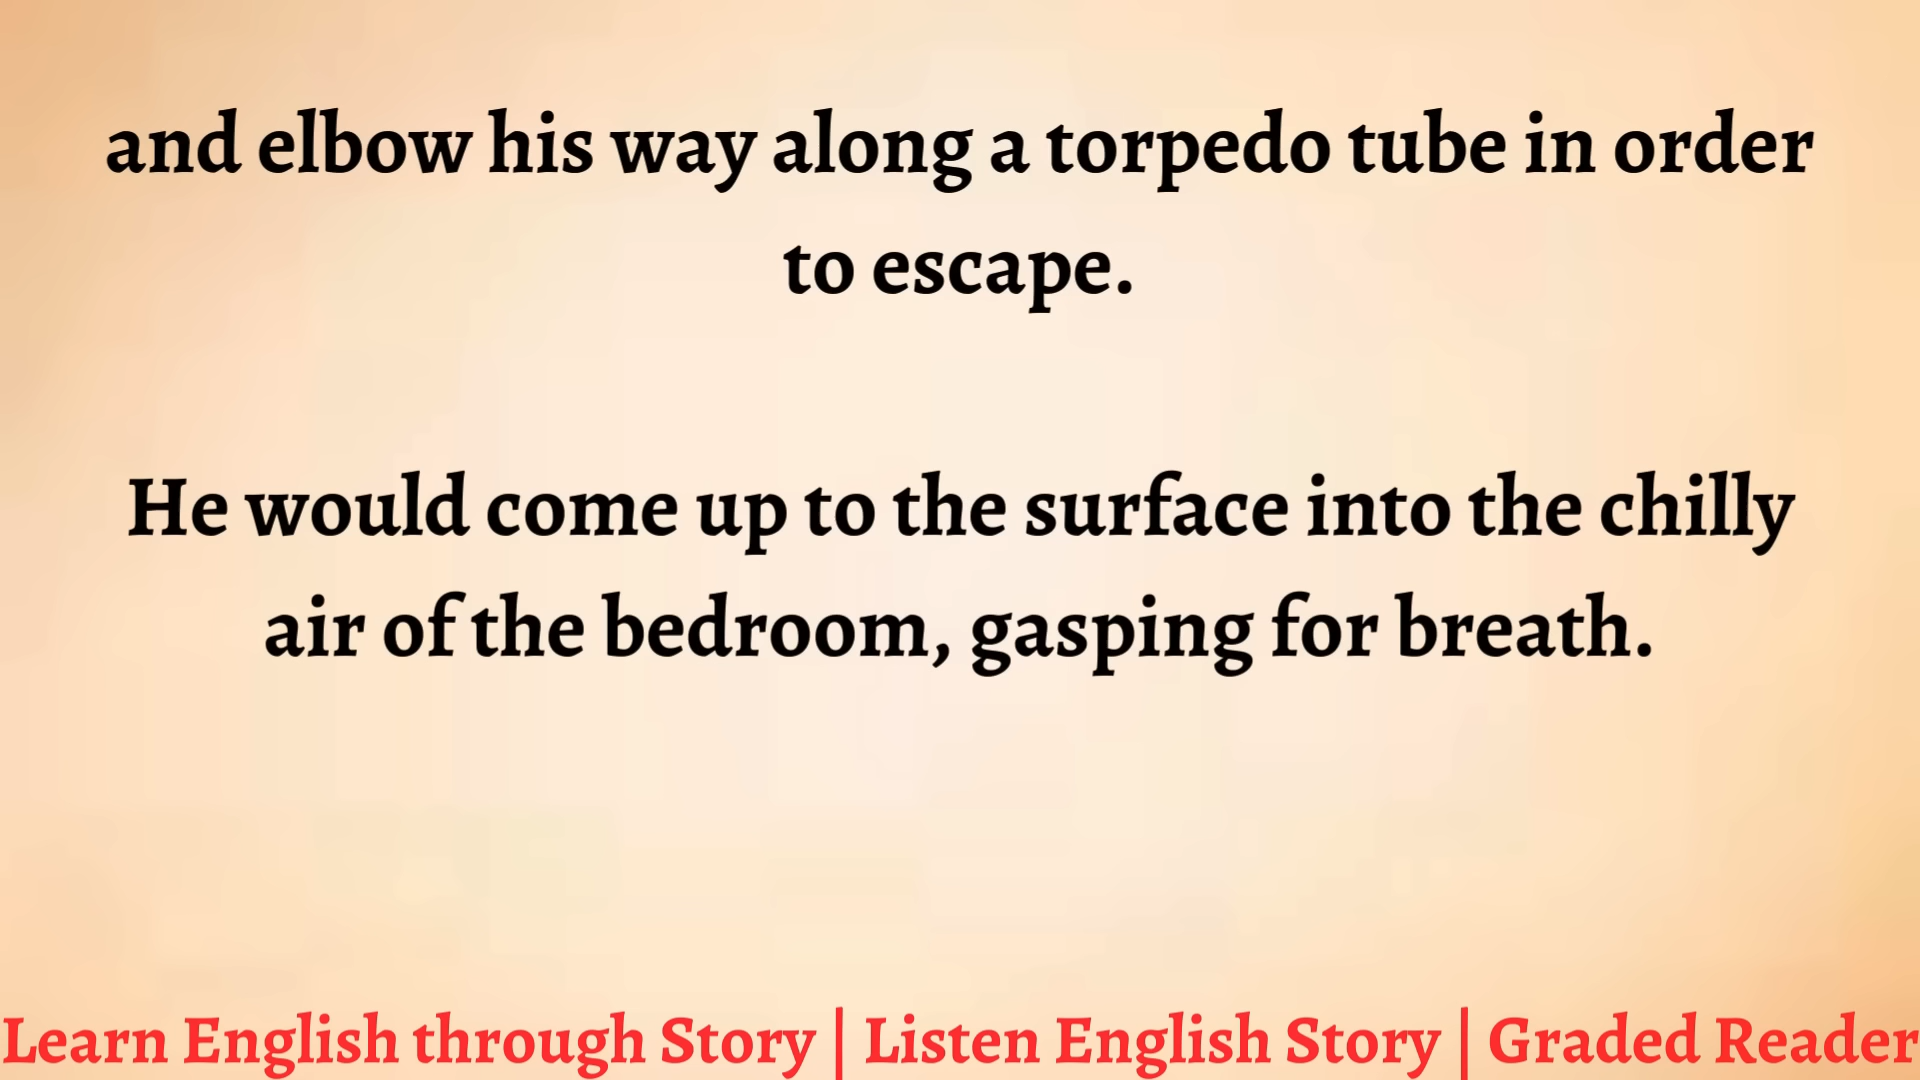 and elbow his way along a torpedo tube in order
to escape.
He would come up to the surface into the chilly
air of the bedroom, gasping for breath.
Learn English through Story | Listen English Story | Graded Reader